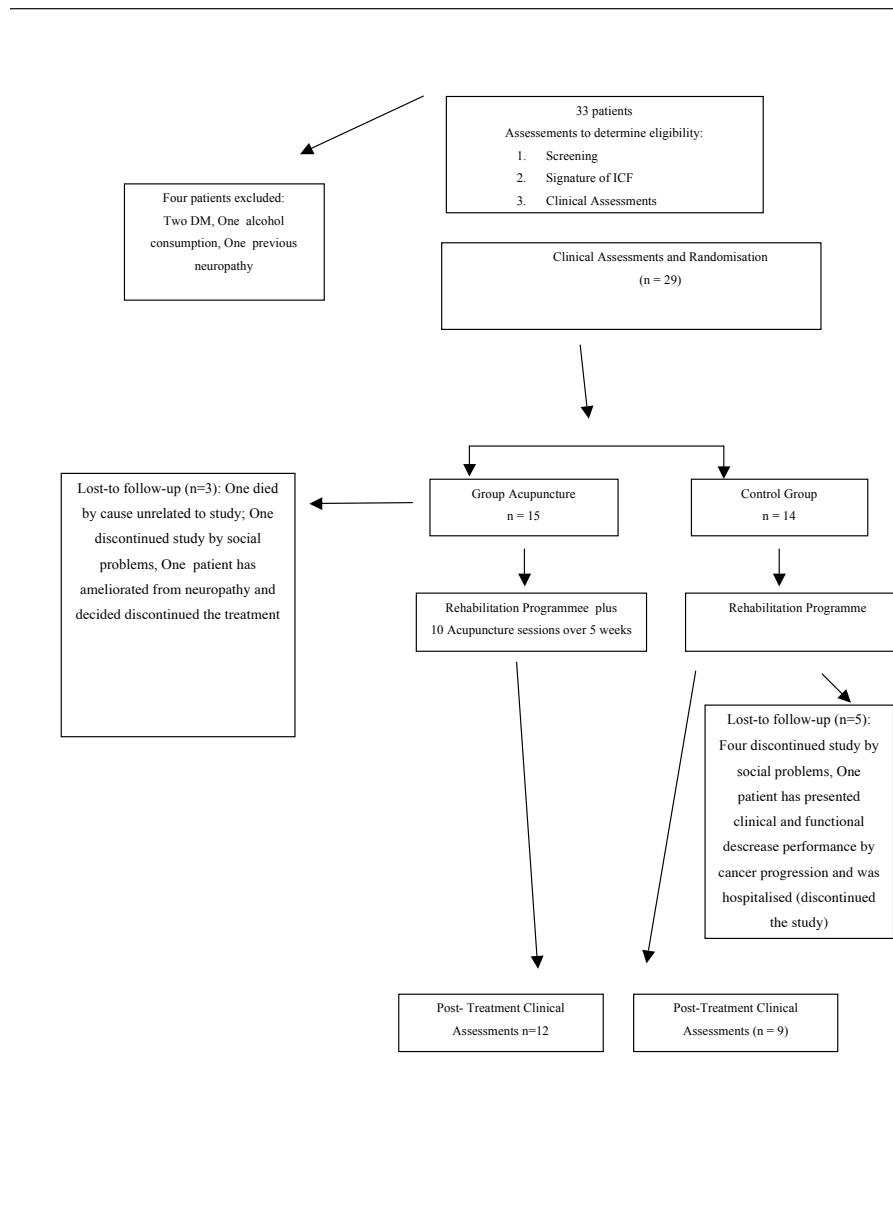 33 patients
Assessements to determine eligibility:
1. Screening
2. Signature of ICF
3. Clinical Assessments
Four patients excluded:
Two DM, One alcohol
consumption, One previous
neuropathy
Clinical Assessments and Randomisation
(n = 29)
Lost-to follow-up (n=3): One died
by cause unrelated to study; One
discontinued study by social
problems, One patient has
ameliorated from neuropathy and
decided discontinued the treatment
Group Acupuncture
n = 15
Control Group
n = 14
Rehabilitation Programmee plus
10 Acupuncture sessions over 5 weeks
Rehabilitation Programme
Lost-to follow-up (n=5):
Four discontinued study by
social problems, One
patient has presented
clinical and functional
descrease performance by
cancer progression and was
hospitalised (discontinued
the study)
Post- Treatment Clinical
Assessments n=12
Post-Treatment Clinical
Assessments (n = 9)